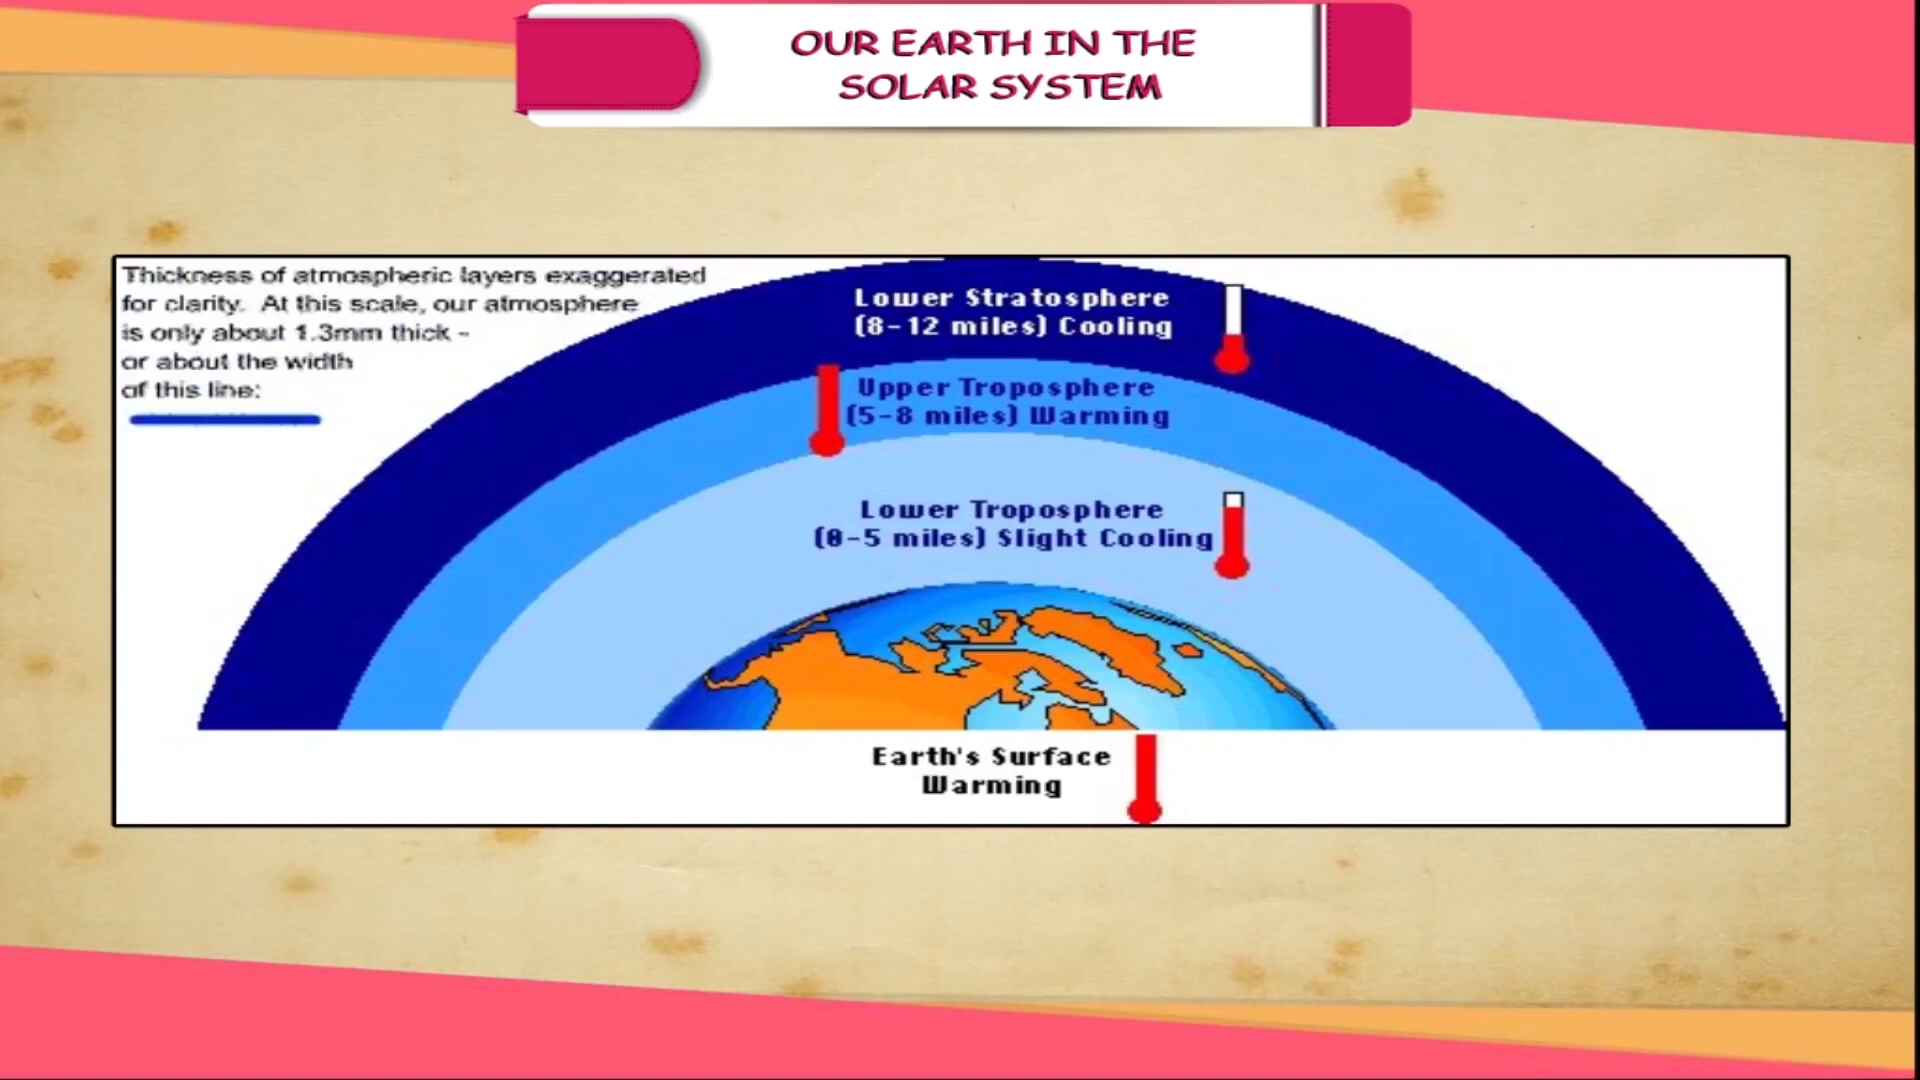 OUR EARTH IN THE
SOLAR SYSTEM
Thickness of atmospheric layers exaggerated
for clarity. At this scale, our atmosphere
is only about 1.3mm thick -
or about the width
of this line:
Lower Stratosphere
(8-12 miles) Cooling
Upper Troposphere
(5-8 miles) Warming
Lower Troposphere
(0-5 miles) Slight Cooling
Earth's Surface
Warming